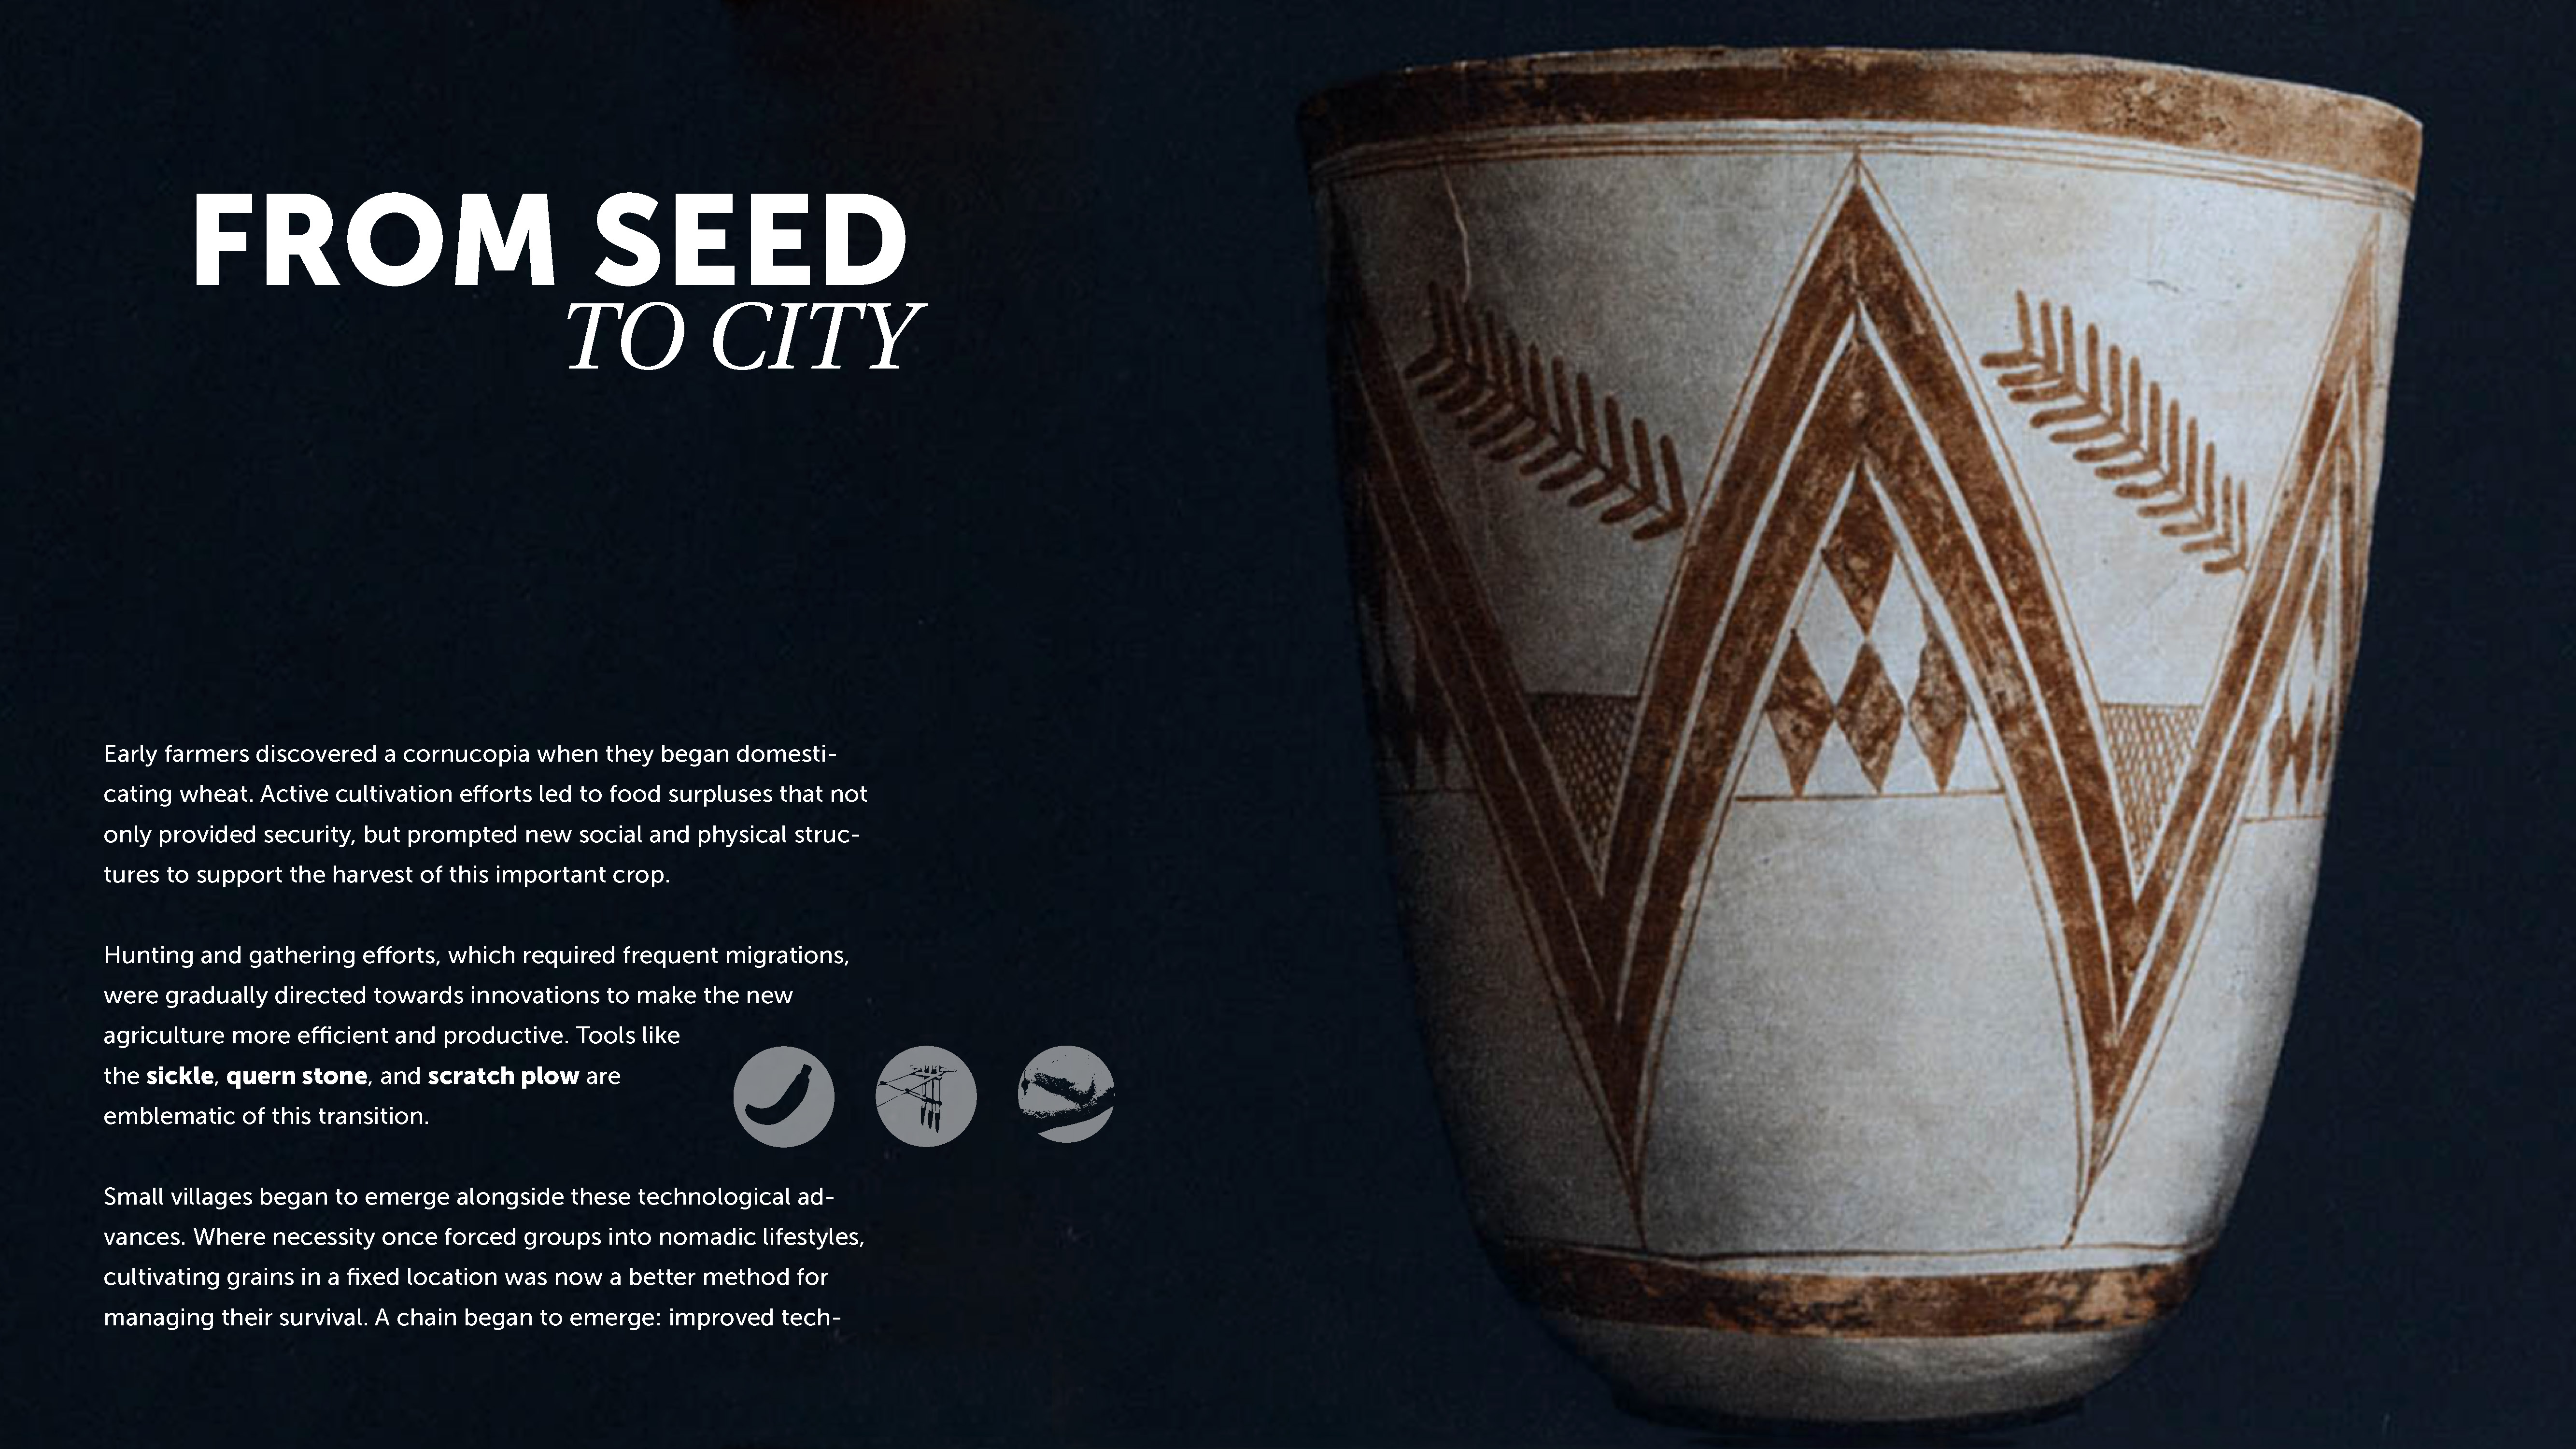 FROM SEED
TO CITY
Early farmers discovered a cornucopia when they began domesti-
cating wheat. Active cultivation efforts led to food surpluses that not
only provided security, but prompted new social and physical struc-
tures to support the harvest of this important crop.
Hunting and gathering efforts, which required frequent migrations,
were gradually directed towards innovations to make the new
agriculture more efficient and productive. Tools like
the sickle, quern stone, and scratch plow are
emblematic of this transition.
Small villages began to emerge alongside these technological ad-
vances. Where necessity once forced groups into nomadic lifestyles,
cultivating grains in a fixed location was now a better method for
managing their survival. A chain began to emerge: improved tech-